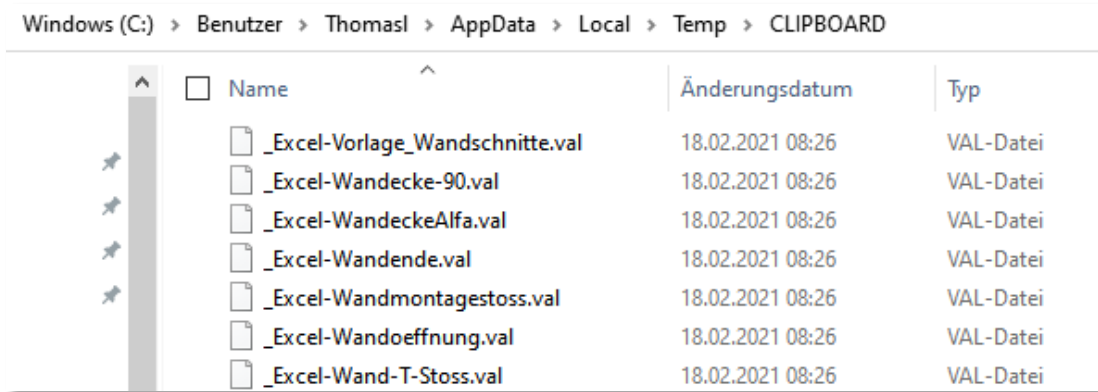 Windows (C:) > Benutzer > Thomasl > AppData > Local > Temp > CLIPBOARD
Name Änderungsdatum Typ
_Excel-Vorlage_Wandschnitte.val 18.02.2021 08:26 VAL-Datei
_Excel-Wandecke-90.val 18.02.2021 08:26 VAL-Datei
_Excel-WandeckeAlfa.val 18.02.2021 08:26 VAL-Datei
_Excel-Wandende.val 18.02.2021 08:26 VAL-Datei
_Excel-Wandmontagestoss.val 18.02.2021 08:26 VAL-Datei
_Excel-Wandoeffnung.val 18.02.2021 08:26 VAL-Datei
_Excel-Wand-T-Stoss.val 18.02.2021 08:26 VAL-Datei